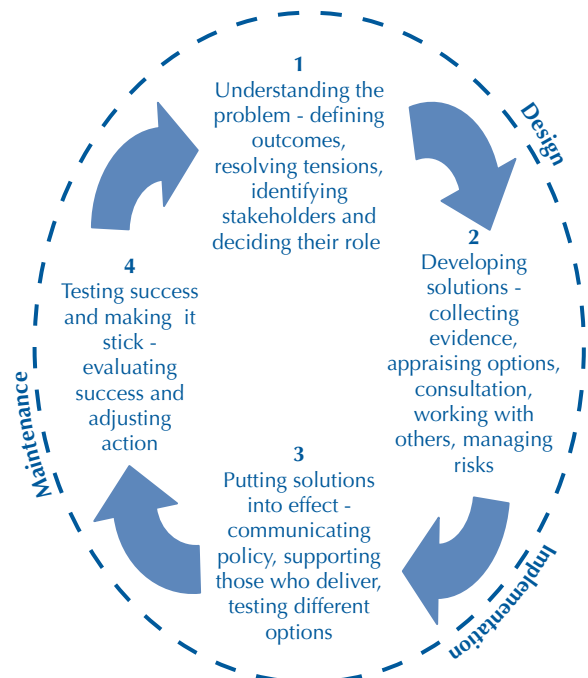 1
Understanding the
problem - defining
outcomes,
resolving tensions,
identifying
stakeholders and
deciding their role
Design
2
Developing
solutions -
collecting
evidence,
appraising options,
consultation,
working with
others, managing
risks
Implementation
3
Putting solutions
into effect -
communicating
policy, supporting
those who deliver,
testing different
options
4
Testing success
and making it
stick -
evaluating
success and
adjusting
action
Maintenance